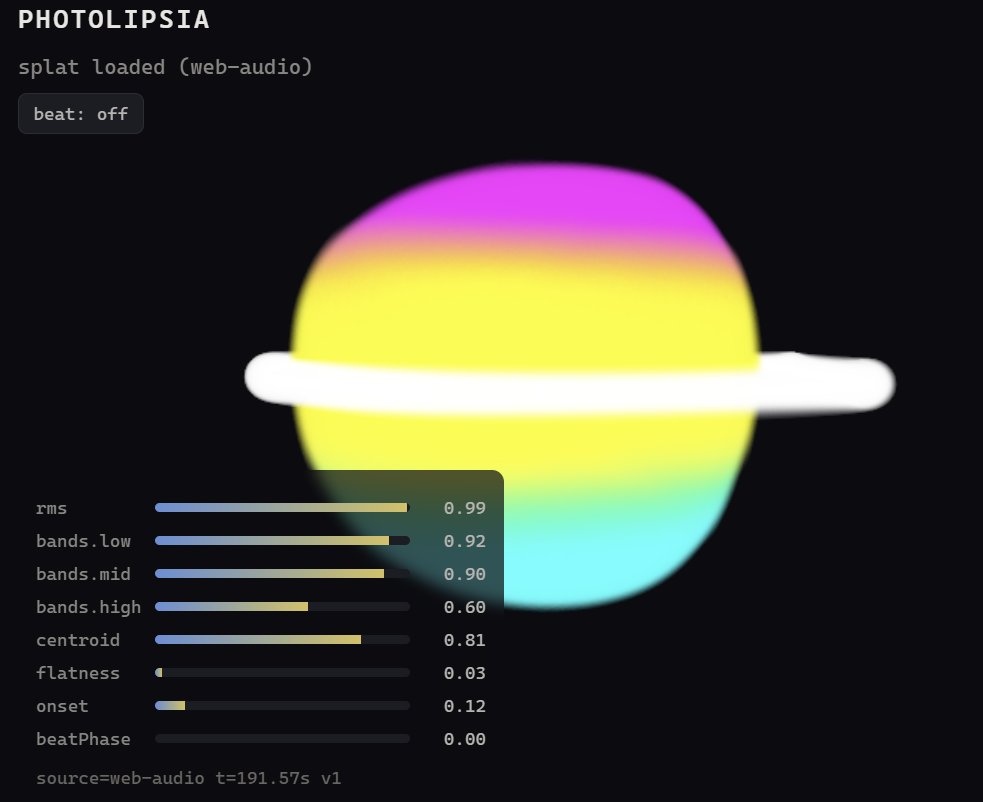 PHOTOLIPSIA
splat loaded (web-audio)
beat: off
rms 0.99
bands.low 0.92
bands.mid 0.90
bands.high 0.60
centroid 0.81
flatness 0.03
onset 0.12
beatPhase 0.00
source=web-audio t=191.57s v1